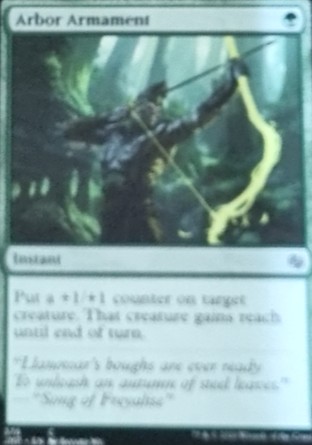 Arbor Armament
Instant
Put a +1/+1 counter on target
creature. That creature gains reach
until end of turn.
"Llanowar's boughs are ever ready
To unleash an autumn of steel leaves."
—"Song of Freyalise"